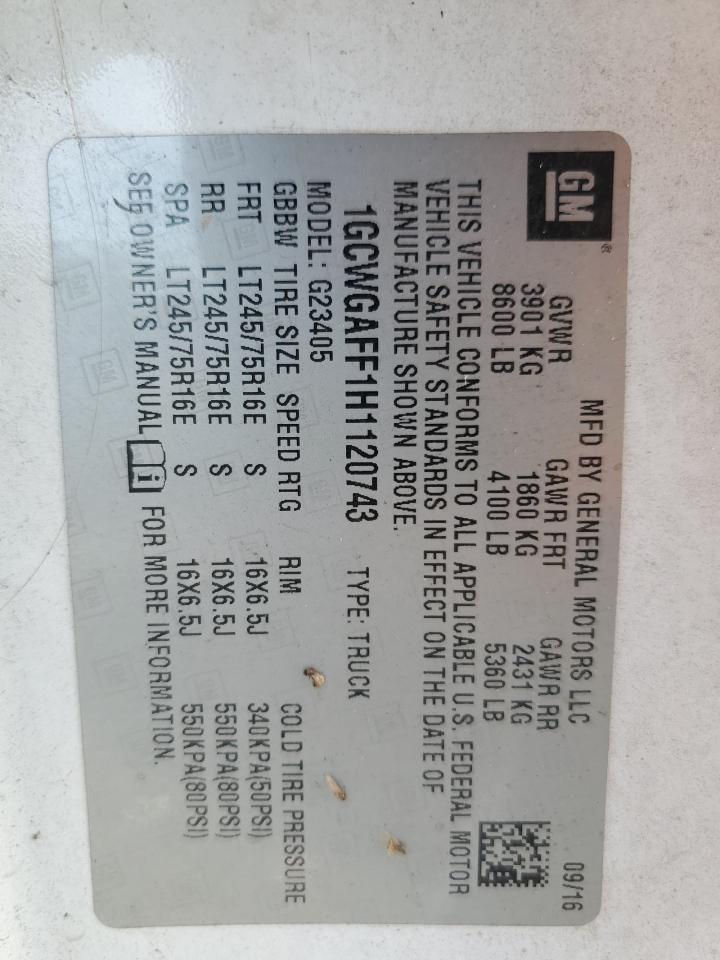 GM
MFD BY GENERAL MOTORS LLC 09/16
GVWR GAWR FRT GAWR RR
3901 KG 1860 KG 2431 KG
8600 LB 4100 LB 5360 LB
THIS VEHICLE CONFORMS TO ALL APPLICABLE U.S. FEDERAL MOTOR
VEHICLE SAFETY STANDARDS IN EFFECT ON THE DATE OF
MANUFACTURE SHOWN ABOVE.
1GCWGAFF1H1120743 TYPE: TRUCK
MODEL: G23405
GBBW TIRE SIZE SPEED RTG RIM COLD TIRE PRESSURE
FRT LT245/75R16E S 16X6.5J 340KPA(50PSI)
RR LT245/75R16E S 16X6.5J 550KPA(80PSI)
SPA LT245/75R16E S 16X6.5J 550KPA(80PSI)
SEE OWNER'S MANUAL i FOR MORE INFORMATION.